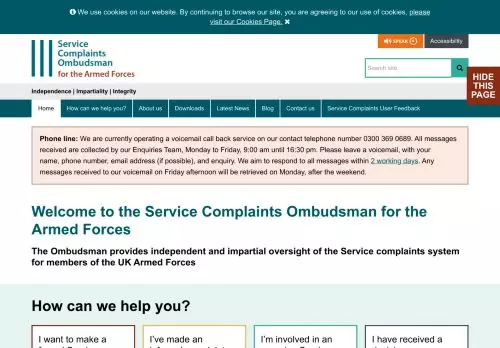 We use cookies on our website. By continuing to browse our site, you are agreeing to our use of cookies, please
visit our Cookies Page.
Service
Complaints
Ombudsman
for the Armed Forces
SPEAK
Accessibility
Search site
HIDE
THIS
PAGE
Independence | Impartiality | Integrity
Home
How can we help you?
About us
Downloads
Latest News
Blog
Contact us
Service Complaints User Feedback
Phone line: We are currently operating a voicemail call back service on our contact telephone number 0300 369 0689. All messages
received are collected by our Enquiries Team, Monday to Friday, 9:00 am until 16:30 pm. Please leave a voicemail, with your
name, phone number, email address (if possible), and enquiry. We aim to respond to all messages within 2 working days. Any
messages received to our voicemail on Friday afternoon will be retrieved on Monday, after the weekend.
Welcome to the Service Complaints Ombudsman for the
Armed Forces
The Ombudsman provides independent and impartial oversight of the Service complaints system
for members of the UK Armed Forces
How can we help you?
I want to make a
I've made an
I'm involved in an
I have received a